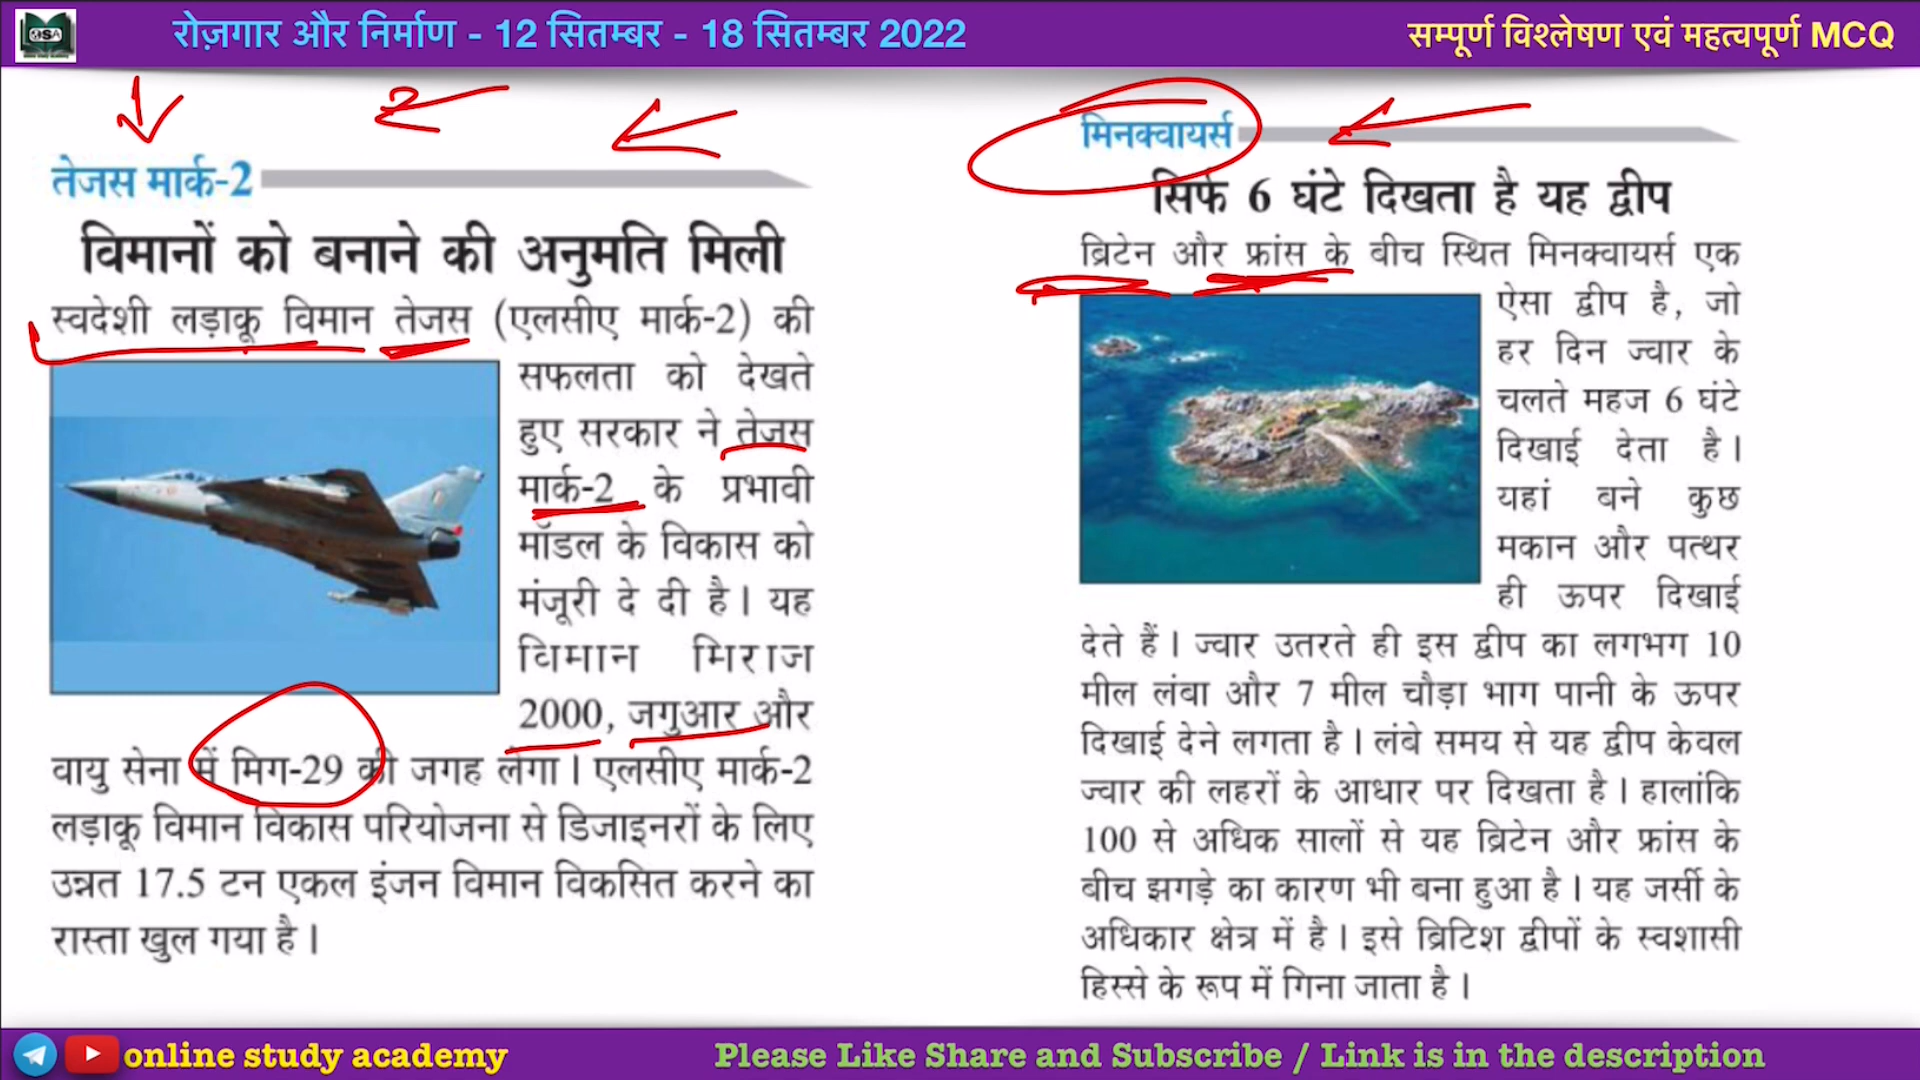 OSA
रोज़गार और निर्माण - 12 सितम्बर - 18 सितम्बर 2022
सम्पूर्ण विश्लेषण एवं महत्वपूर्ण MCQ
तेजस मार्क-2
विमानों को बनाने की अनुमति मिली
स्वदेशी लड़ाकू विमान तेजस (एलसीए मार्क-2) की
सफलता को देखते
हुए सरकार ने तेजस
मार्क-2 के प्रभावी
मॉडल के विकास को
मंजूरी दे दी है। यह
विमान मिराज
2000, जगुआर और
वायु सेना में मिग-29 की जगह लेगा। एलसीए मार्क-2
लड़ाकू विमान विकास परियोजना से डिजाइनरों के लिए
उन्नत 17.5 टन एकल इंजन विमान विकसित करने का
रास्ता खुल गया है।
मिनक्वायर्स
सिर्फ 6 घंटे दिखता है यह द्वीप
ब्रिटेन और फ्रांस के बीच स्थित मिनक्वायर्स एक
ऐसा द्वीप है, जो
हर दिन ज्वार के
चलते महज 6 घंटे
दिखाई देता है।
यहां बने कुछ
मकान और पत्थर
ही ऊपर दिखाई
देते हैं। ज्वार उतरते ही इस द्वीप का लगभग 10
मील लंबा और 7 मील चौड़ा भाग पानी के ऊपर
दिखाई देने लगता है। लंबे समय से यह द्वीप केवल
ज्वार की लहरों के आधार पर दिखता है। हालांकि
100 से अधिक सालों से यह ब्रिटेन और फ्रांस के
बीच झगड़े का कारण भी बना हुआ है। यह जर्सी के
अधिकार क्षेत्र में है। इसे ब्रिटिश द्वीपों के स्वशासी
हिस्से के रूप में गिना जाता है।
online study academy
Please Like Share and Subscribe / Link is in the description